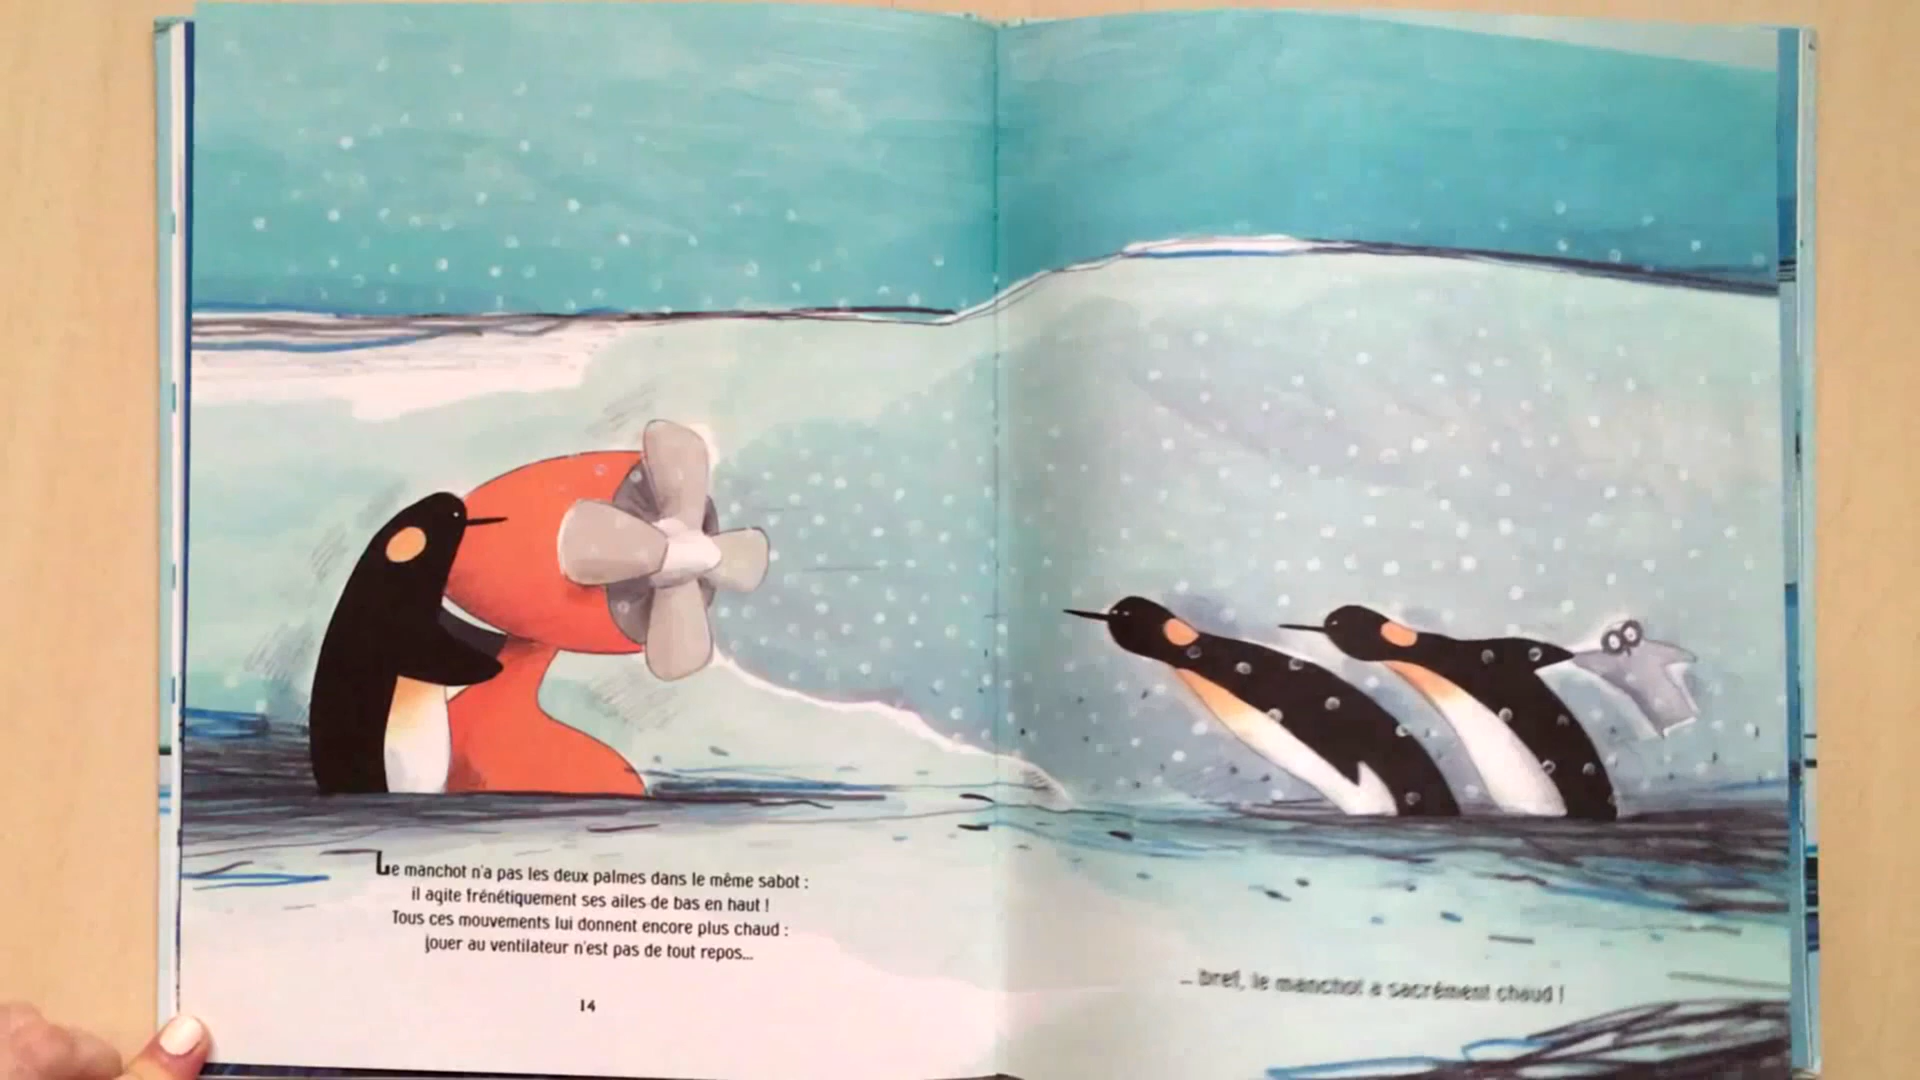 Le manchot n'a pas les deux palmes dans le même sabot :
il agite frénétiquement ses ailes de bas en haut !
Tous ces mouvements lui donnent encore plus chaud :
jouer au ventilateur n'est pas de tout repos...
14
... bref, le manchot a sacrément chaud !